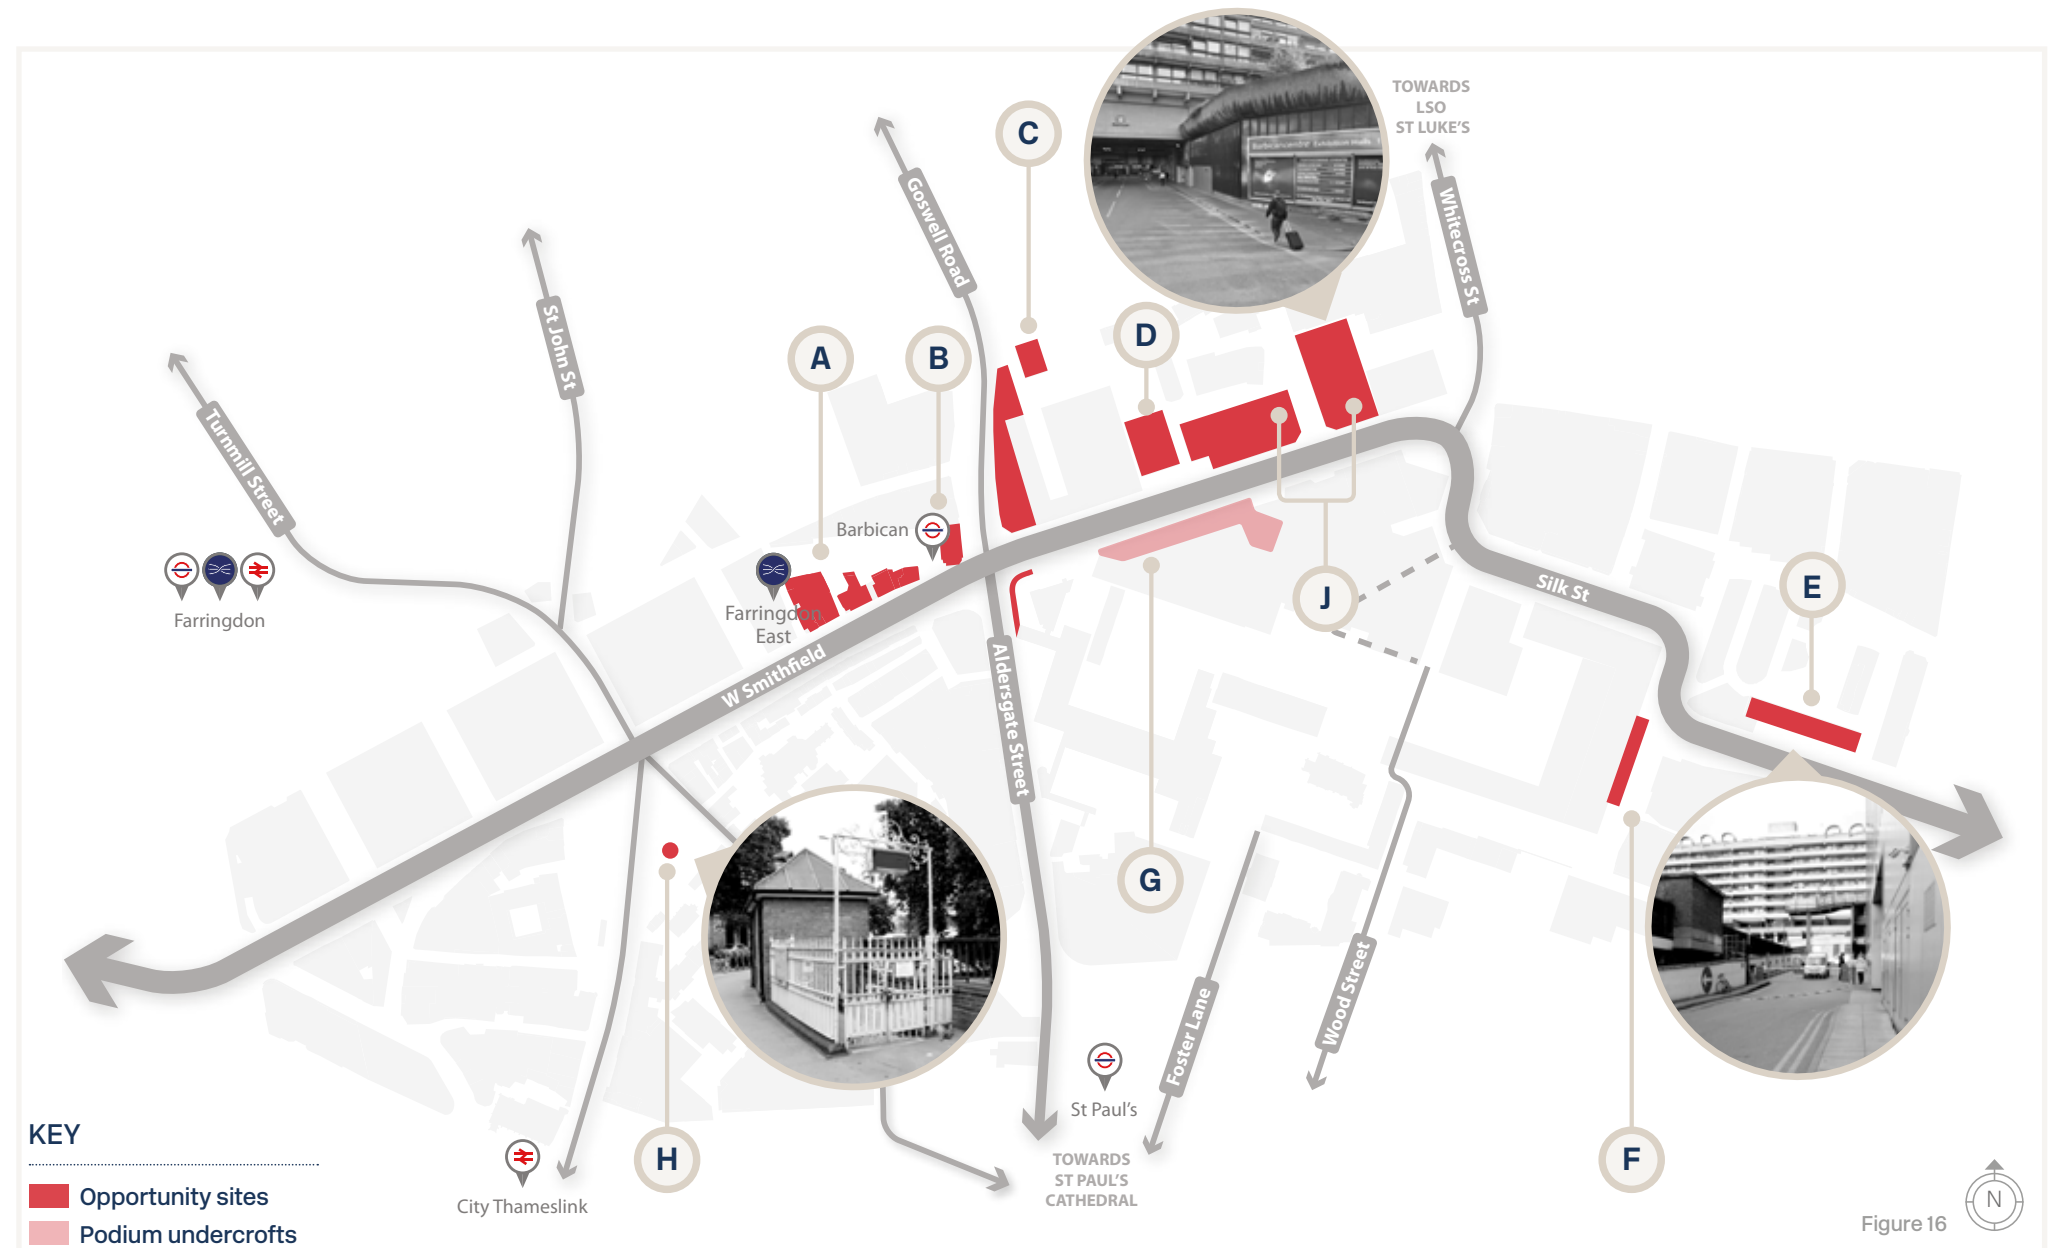 TOWARDS
LSO
ST LUKE'S
C
Goswell Road
Whitecross St
St John St
A
B
D
Turnmill Street
Barbican
Farringdon
Farringdon
East
J
Silk St
E
W Smithfield
Aldersgate Street
G
Foster Lane
Wood Street
St Paul's
H
F
City Thameslink
TOWARDS
ST PAUL'S
CATHEDRAL
KEY
Opportunity sites
Podium undercrofts
N
Figure 16